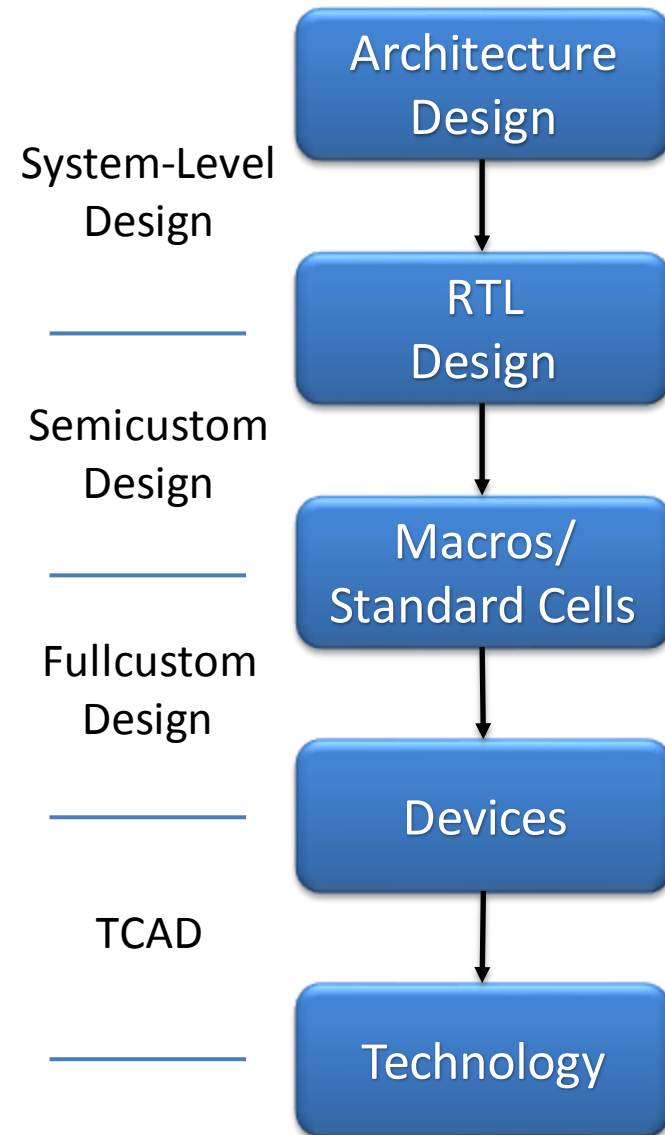 Architecture
Design
System-Level
Design
RTL
Design
Semicustom
Design
Macros/
Standard Cells
Fullcustom
Design
Devices
TCAD
Technology